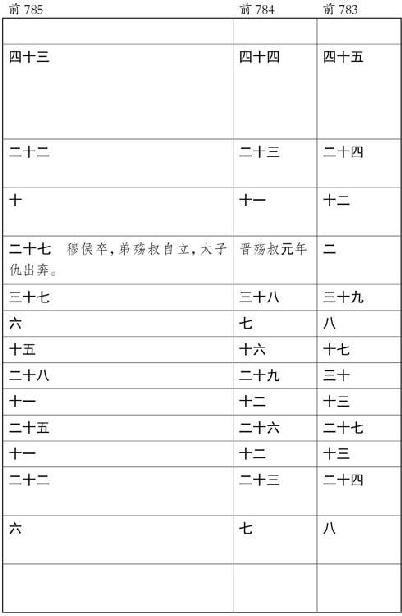 前 785 前 784 前 783
四十三 四十四 四十五
二十二 二十三 二十四
十 十一 十二
二十七 穆侯卒,弟殇叔自立,太子 晋殇叔元年 二
仇出奔。
三十七 三十八 三十九
六 七 八
十五 十六 十七
二十八 二十九 三十
十一 十二 十三
二十五 二十六 二十七
十一 十二 十三
二十二 二十三 二十四
六 七 八